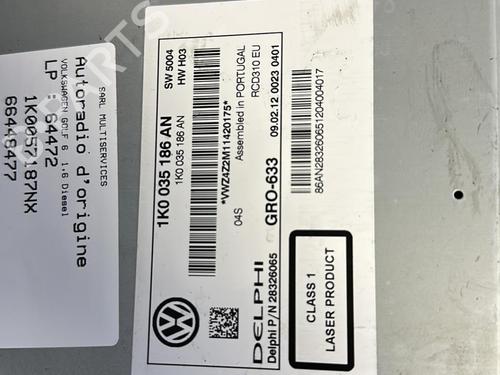 SARL MULTISERVICES
Autoradio d'origine
VOLKSWAGEN GOLF 6 1,6 Diesel
LP : 64472
1K0057187NX
66448477
SW 5004
HW H03
1K0 035 186 AN
1K0 035 186 AN
*VWZ4Z2M11420175*
Assembled in PORTUGAL
RCD310 EU
04S
GRO-633
09.02.12 0023 0401
DELPHI
Delphi P/N 28326065
86AN283260651204004017
CLASS 1
LASER PRODUCT